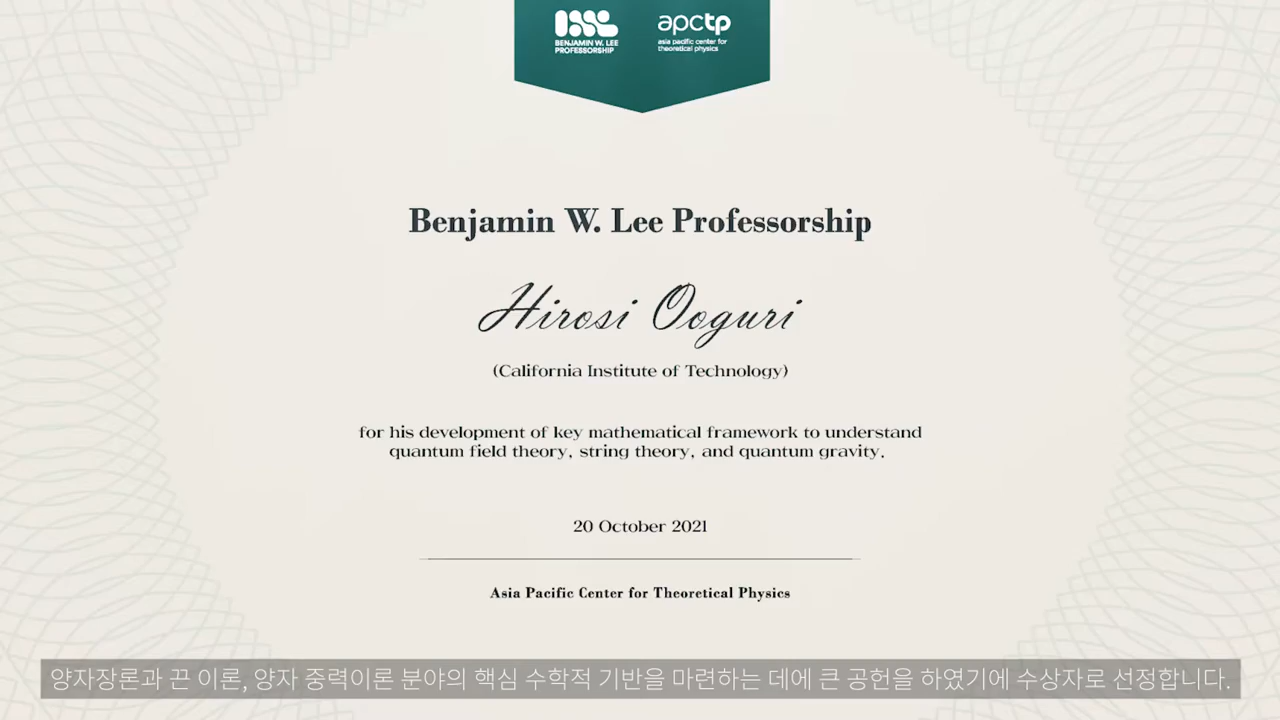 BENJAMIN W. LEE
PROFESSORSHIP
apctp
asia pacific center for
theoretical physics
Benjamin W. Lee Professorship
Hirosi Ooguri
(California Institute of Technology)
for his development of key mathematical framework to understand
quantum field theory, string theory, and quantum gravity.
20 October 2021
Asia Pacific Center for Theoretical Physics
양자장론과 끈 이론, 양자 중력이론 분야의 핵심 수학적 기반을 마련하는 데에 큰 공헌을 하였기에 수상자로 선정합니다.